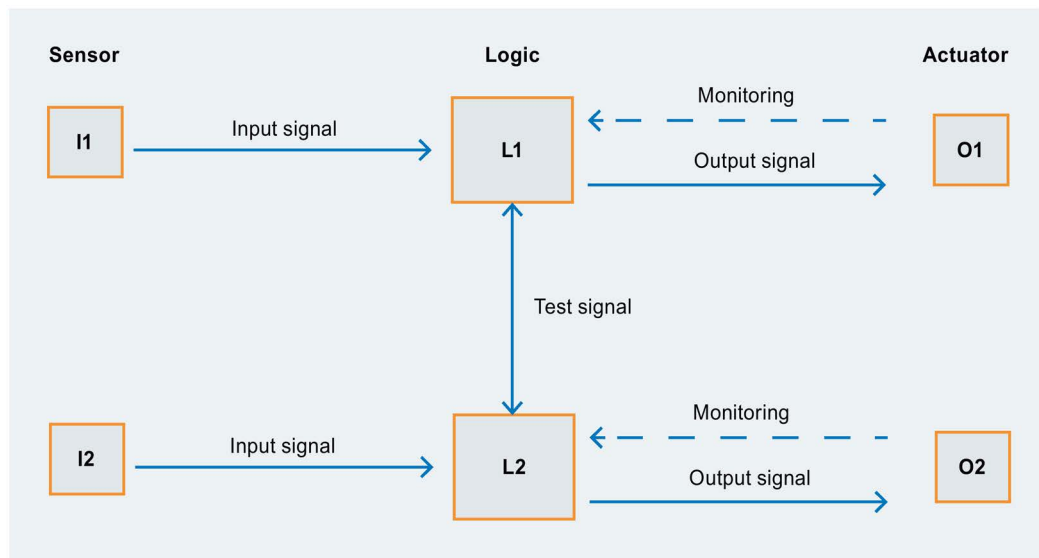 Sensor
Logic
Actuator
I1
Input signal
L1
Monitoring
Output signal
O1
Test signal
I2
Input signal
L2
Monitoring
Output signal
O2